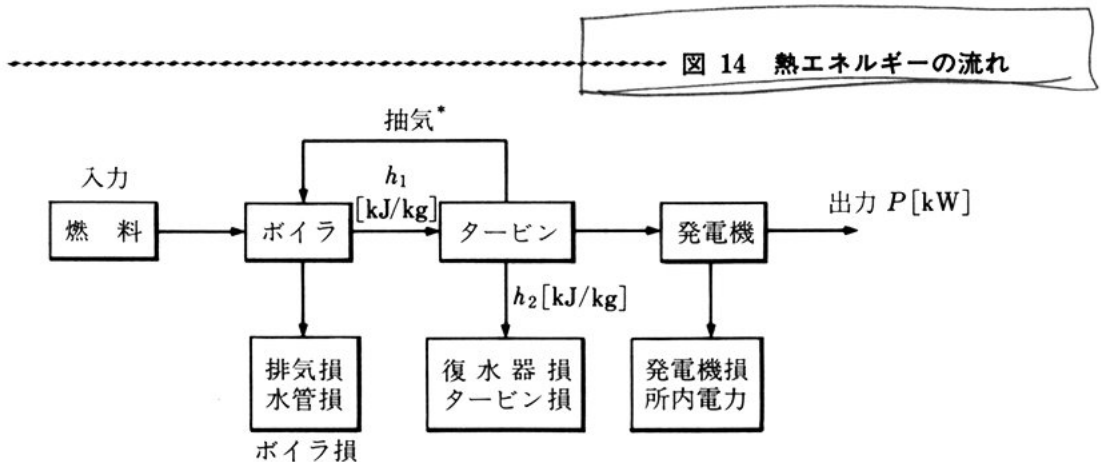 図 14 熱エネルギーの流れ
抽気*
入力
h₁
[kJ/kg]
出力 P[kW]
燃 料
ボイラ
タービン
発電機
h₂[kJ/kg]
排気損
水管損
復水器損
タービン損
発電機損
所内電力
ボイラ損